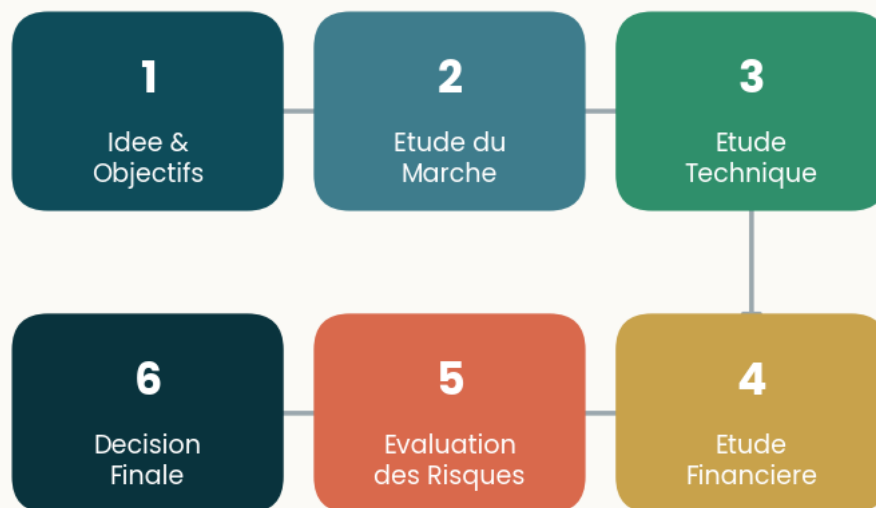 1
Idee &
Objectifs
2
Etude du
Marche
3
Etude
Technique
4
Etude
Financiere
5
Evaluation
des Risques
6
Decision
Finale